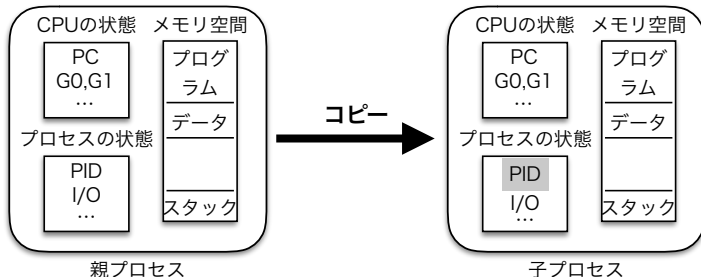 CPUの状態
メモリ空間
PC
G0,G1
…
プログ
ラム
データ
スタック
プロセスの状態
PID
I/O
…
親プロセス
コピー
CPUの状態
メモリ空間
PC
G0,G1
…
プログ
ラム
データ
スタック
プロセスの状態
PID
I/O
…
子プロセス